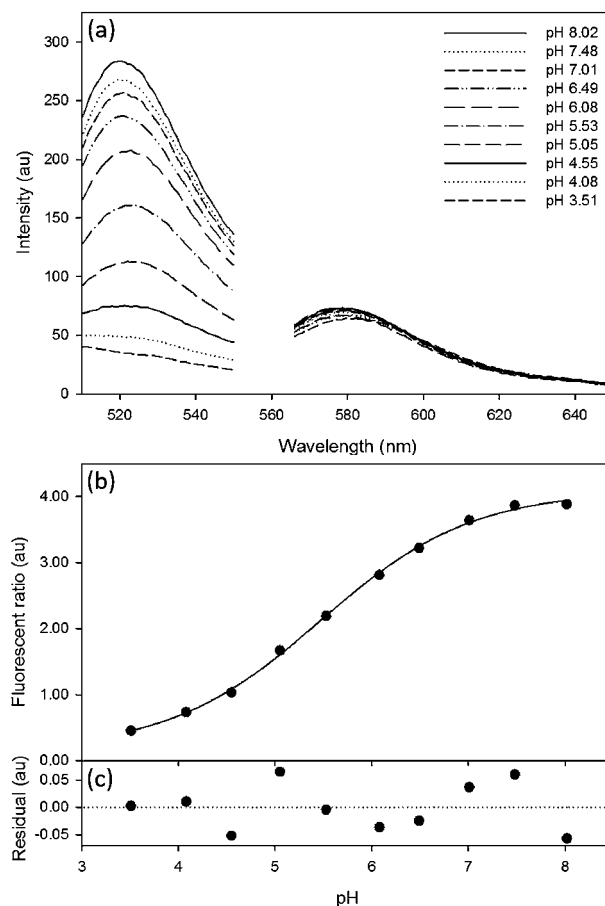 (a)
Intensity (au)
300
250
200
150
100
50
0
pH 8.02
pH 7.48
pH 7.01
pH 6.49
pH 6.08
pH 5.53
pH 5.05
pH 4.55
pH 4.08
pH 3.51
520 540 560 580 600 620 640
Wavelength (nm)
(b)
Fluorescent ratio (au)
4.00
3.00
2.00
1.00
0.00
(c)
Residual (au)
0.05
0.00
-0.05
3 4 5 6 7 8
pH